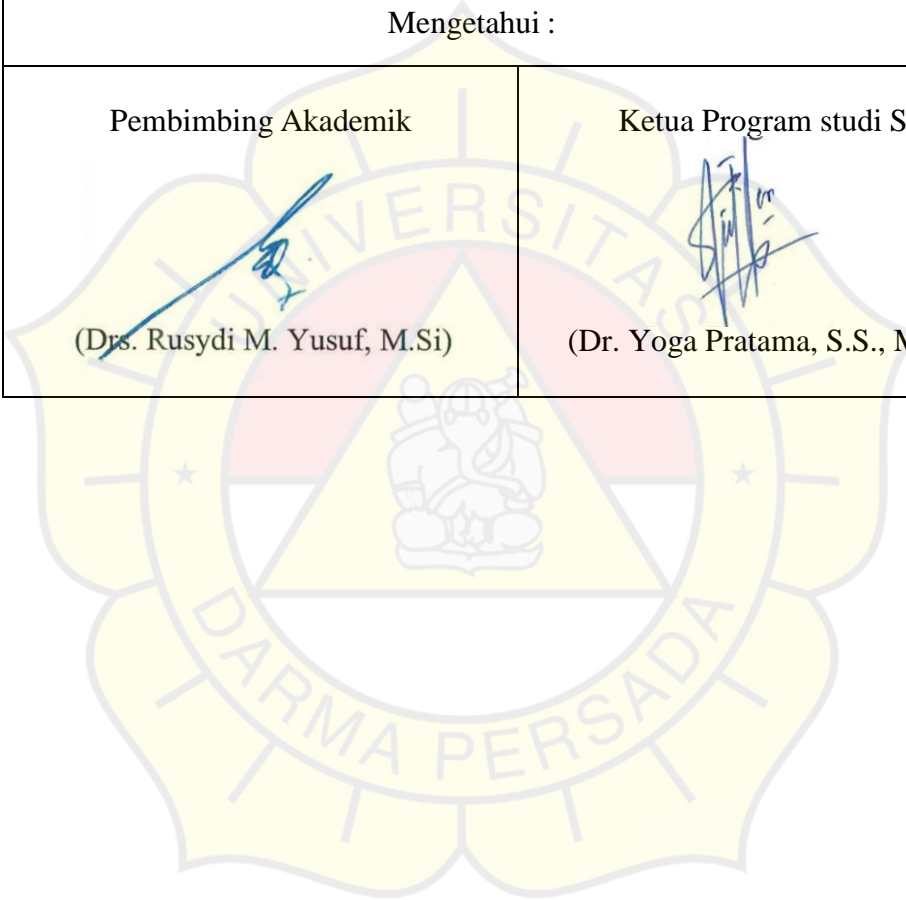 Mengetahui :
Pembimbing Akademik
Ketua Program studi S
UNIVERSITAS
(Drs. Rusydi M. Yusuf, M.Si)
(Dr. Yoga Pratama, S.S., M
DARMA PERSADA